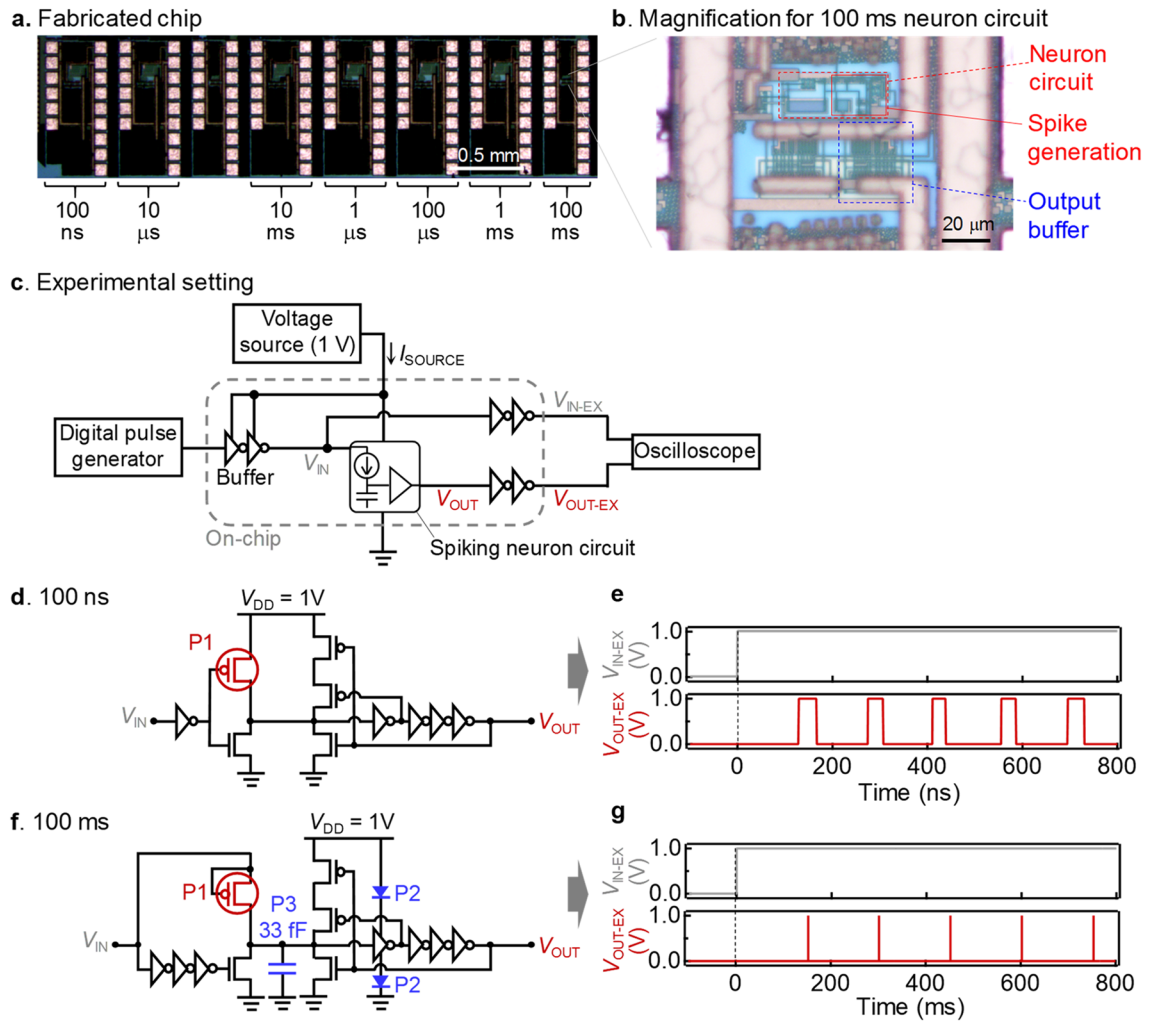 a. Fabricated chip
0.5 mm
100 ns
10 μs
10 ms
1 μs
100 μs
1 ms
100 ms
b. Magnification for 100 ms neuron circuit
Neuron
circuit
Spike
generation
Output
buffer
20 μm
c. Experimental setting
Voltage
source (1 V)
ISOURCE
Digital pulse
generator
Buffer
VIN
VIN-EX
VOUT
VOUT-EX
Oscilloscope
On-chip
Spiking neuron circuit
d. 100 ns
VDD = 1V
P1
VIN
VOUT
e
VIN-EX
(V)
1.0
0.0
VOUT-EX
(V)
1.0
0.0
0 200 400 600 800
Time (ns)
f. 100 ms
VDD = 1V
P1
P3
33 fF
P2
P2
VIN
VOUT
g
VIN-EX
(V)
1.0
0.0
VOUT-EX
(V)
1.0
0.0
0 200 400 600 800
Time (ms)